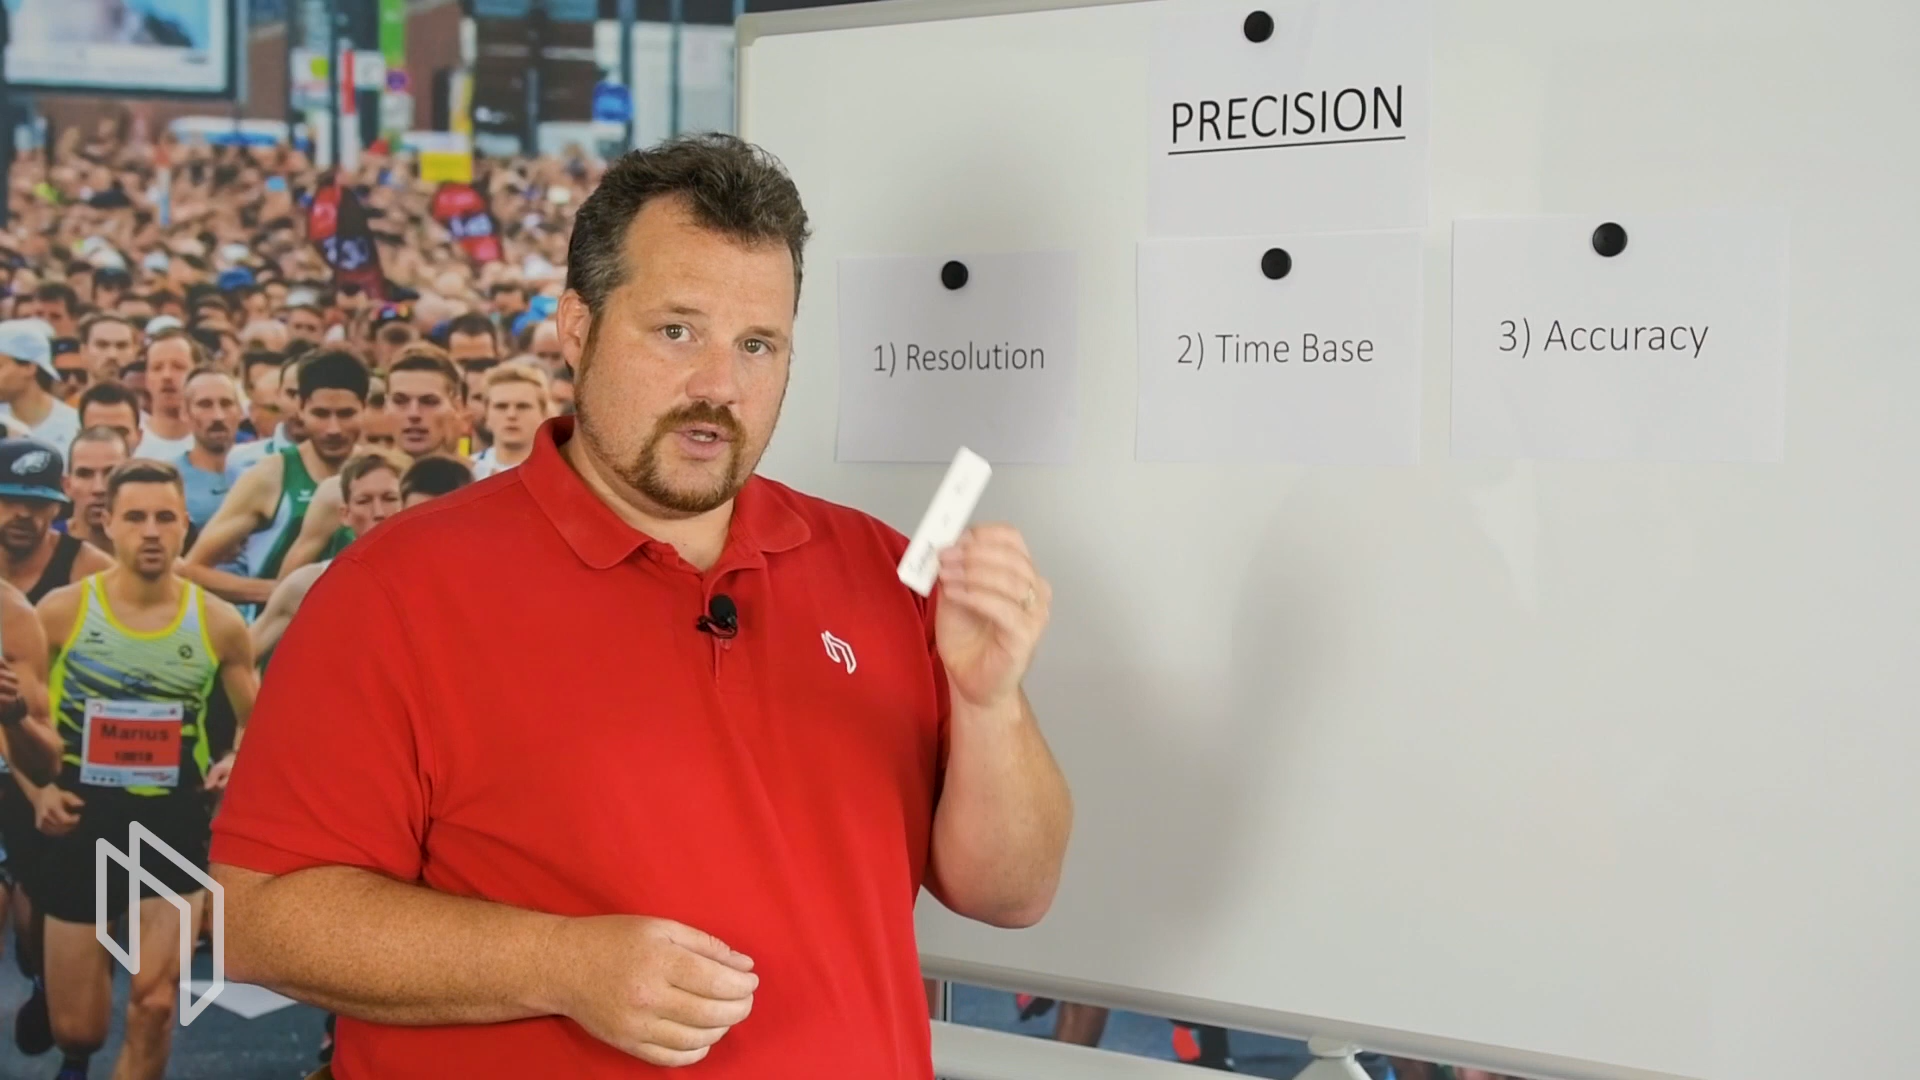 PRECISION
1) Resolution
2) Time Base
3) Accuracy
Marius